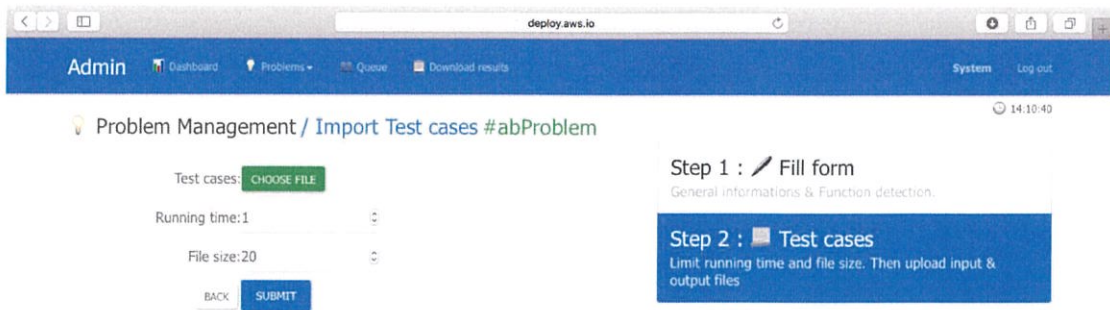 deploy.aws.io
Admin Dashboard Problems Queue Download results System Log out
14:10:40
Problem Management / Import Test cases #abProblem
Test cases: CHOOSE FILE
Running time: 1
File size: 20
BACK SUBMIT
Step 1 : Fill form
General informations & Function detection.
Step 2 : Test cases
Limit running time and file size. Then upload input &
output files